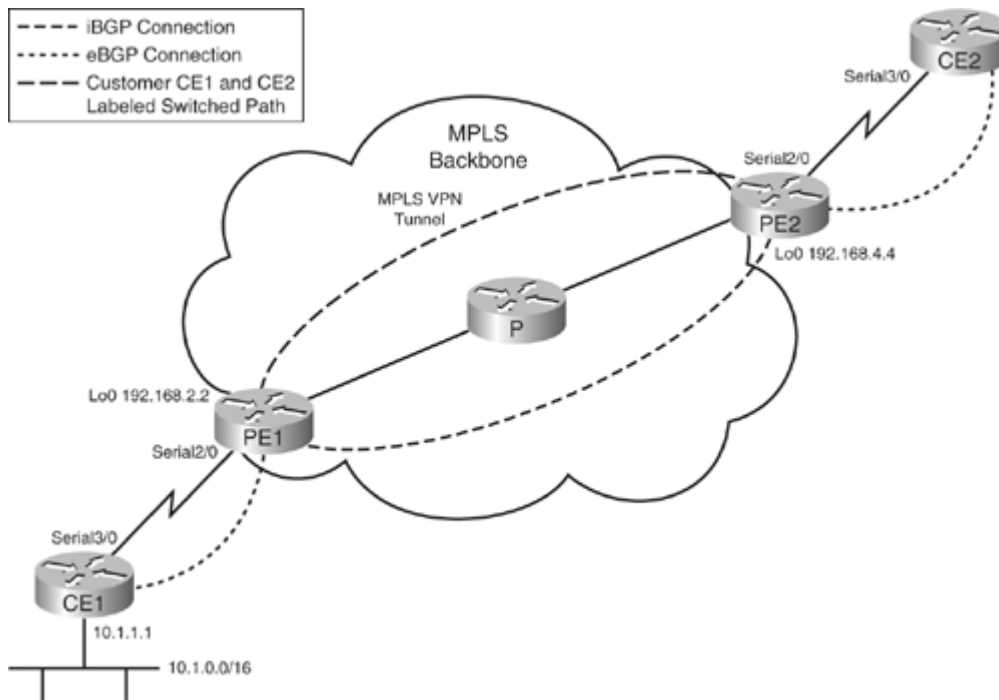 iBGP Connection
eBGP Connection
Customer CE1 and CE2
Labeled Switched Path
CE2
Serial3/0
MPLS
Backbone
Serial2/0
MPLS VPN
Tunnel
PE2
Lo0 192.168.4.4
P
Lo0 192.168.2.2
PE1
Serial2/0
Serial3/0
CE1
10.1.1.1
10.1.0.0/16